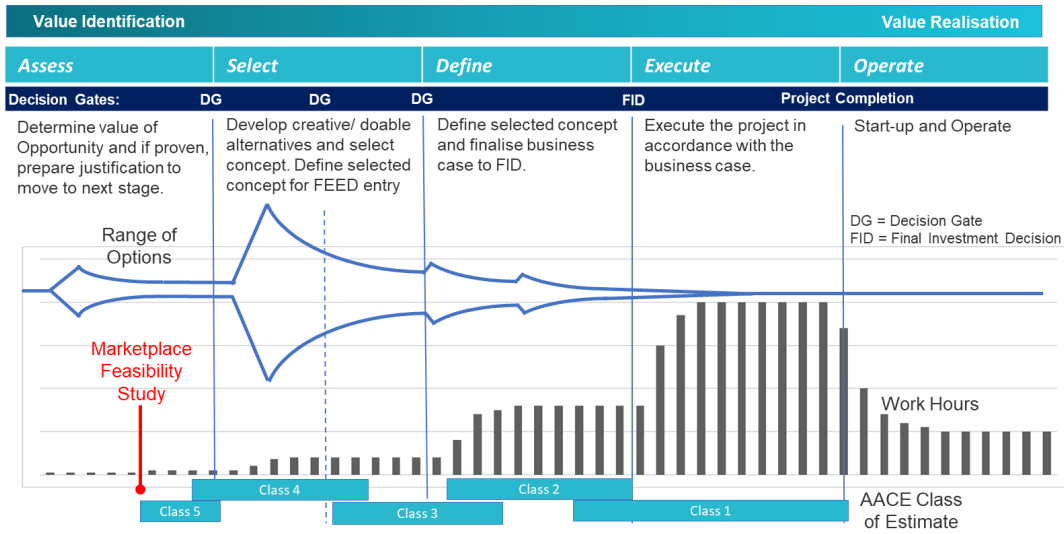 Value Identification
Value Realisation
Assess
Select
Define
Execute
Operate
Decision Gates:
DG
DG
DG
FID
Project Completion
Determine value of
Opportunity and if proven,
prepare justification to
move to next stage.
Develop creative/ doable
alternatives and select
concept. Define selected
concept for FEED entry
Define selected concept
and finalise business
case to FID.
Execute the project in
accordance with the
business case.
Start-up and Operate
DG = Decision Gate
FID = Final Investment Decision
Range of
Options
Marketplace
Feasibility
Study
Work Hours
Class 4
Class 2
Class 5
Class 3
Class 1
AACE Class
of Estimate